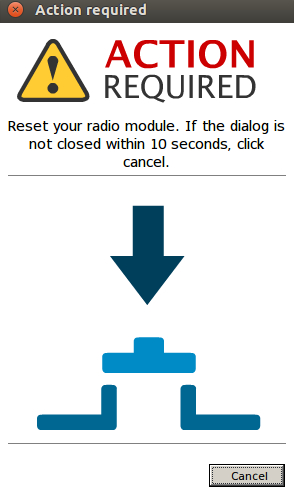 Action required
ACTION
REQUIRED
Reset your radio module. If the dialog is
not closed within 10 seconds, click
cancel.
Cancel